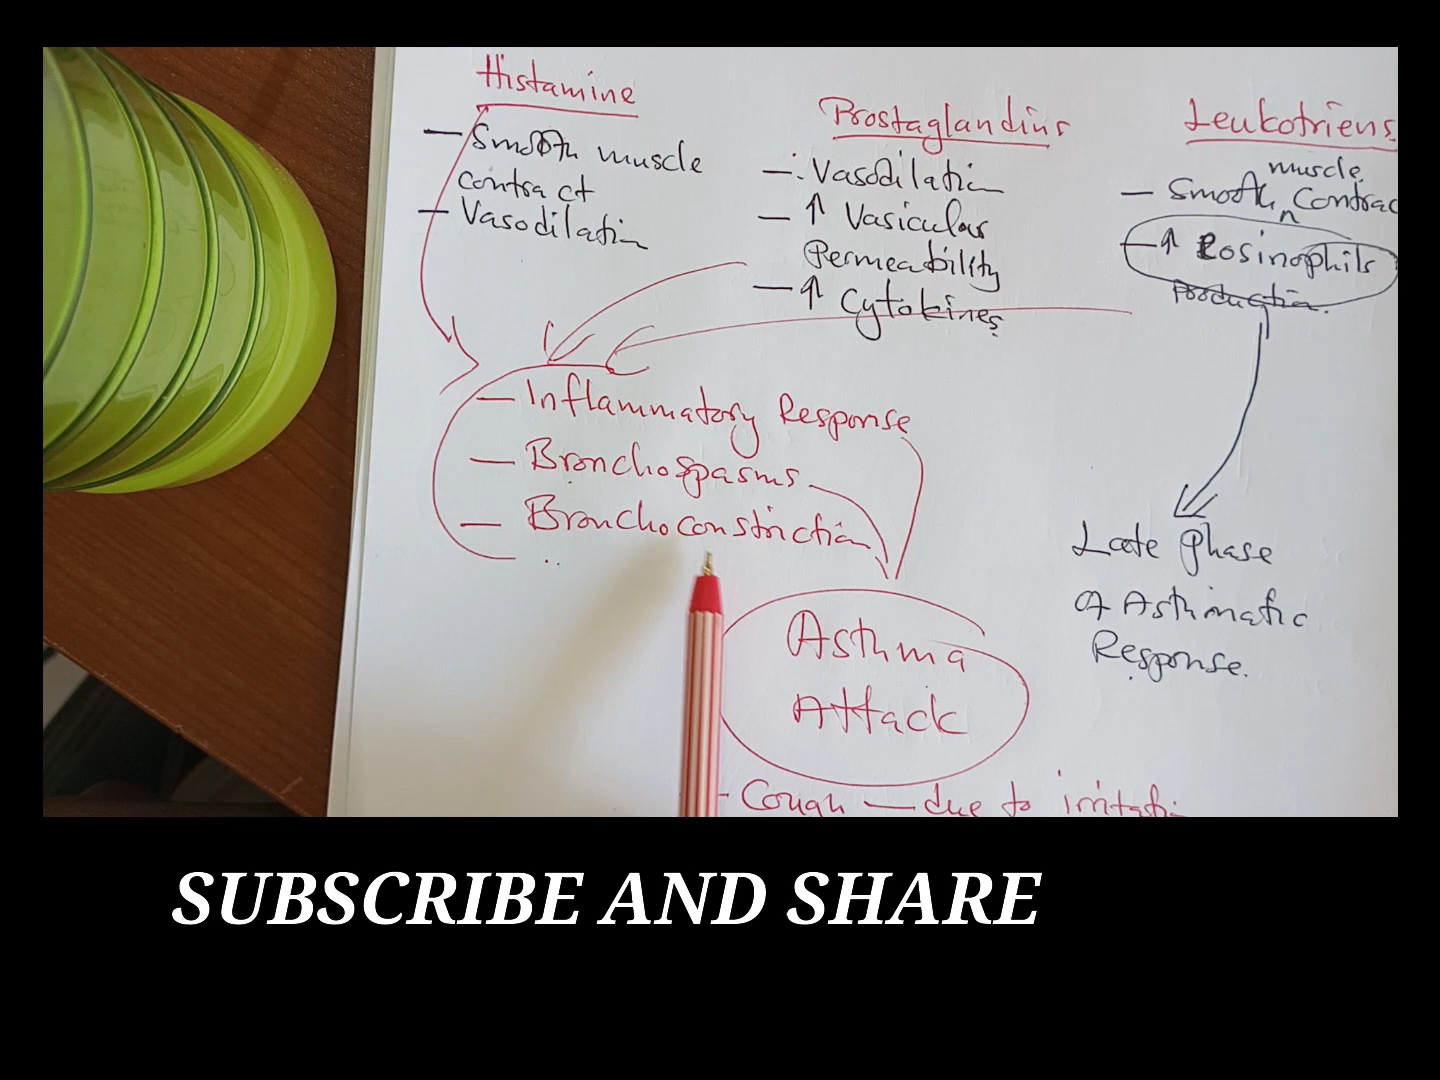 Histamine
— Smooth muscle
contract
— Vasodilation
Prostaglandins
— Vasodilation
— ↑ Vasicular
Permeability
— ↑ Cytokines
Leukotriens
muscle
— Smooth Contrac
— ↑ Eosinophils
Production.
— Inflammatory Response
— Bronchospasms
— Bronchoconstriction
Late Phase
of Asthmatic
Response.
Asthma
Attack
- Cough — due to irritati
SUBSCRIBE AND SHARE